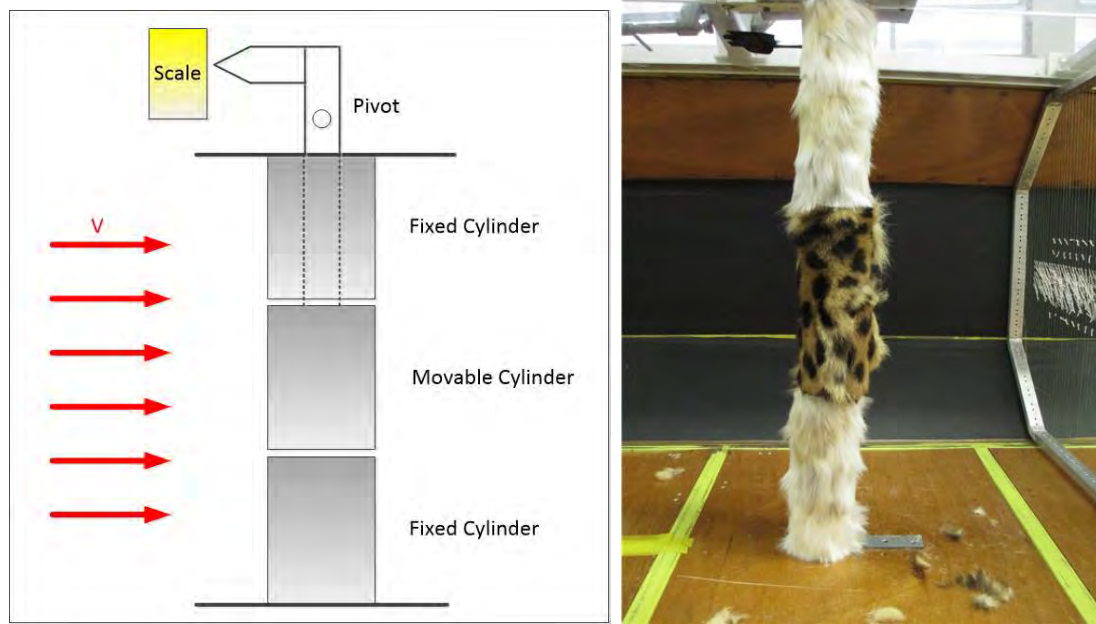 Scale
Pivot
Fixed Cylinder
V
Movable Cylinder
Fixed Cylinder